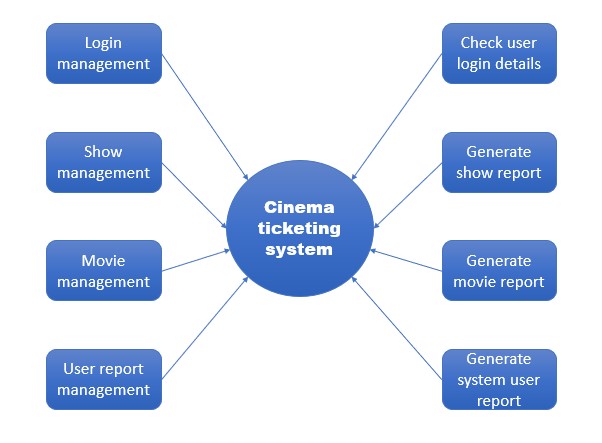 Login
management
Check user
login details
Show
management
Generate
show report
Cinema
ticketing
system
Movie
management
Generate
movie report
User report
management
Generate
system user
report